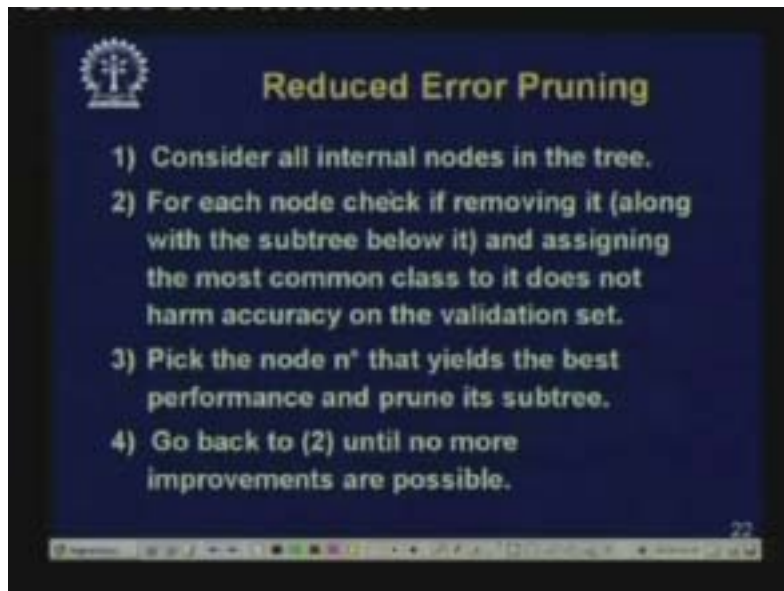 Reduced Error Pruning
1) Consider all internal nodes in the tree.
2) For each node check if removing it (along
with the subtree below it) and assigning
the most common class to it does not
harm accuracy on the validation set.
3) Pick the node n* that yields the best
performance and prune its subtree.
4) Go back to (2) until no more
improvements are possible.
22